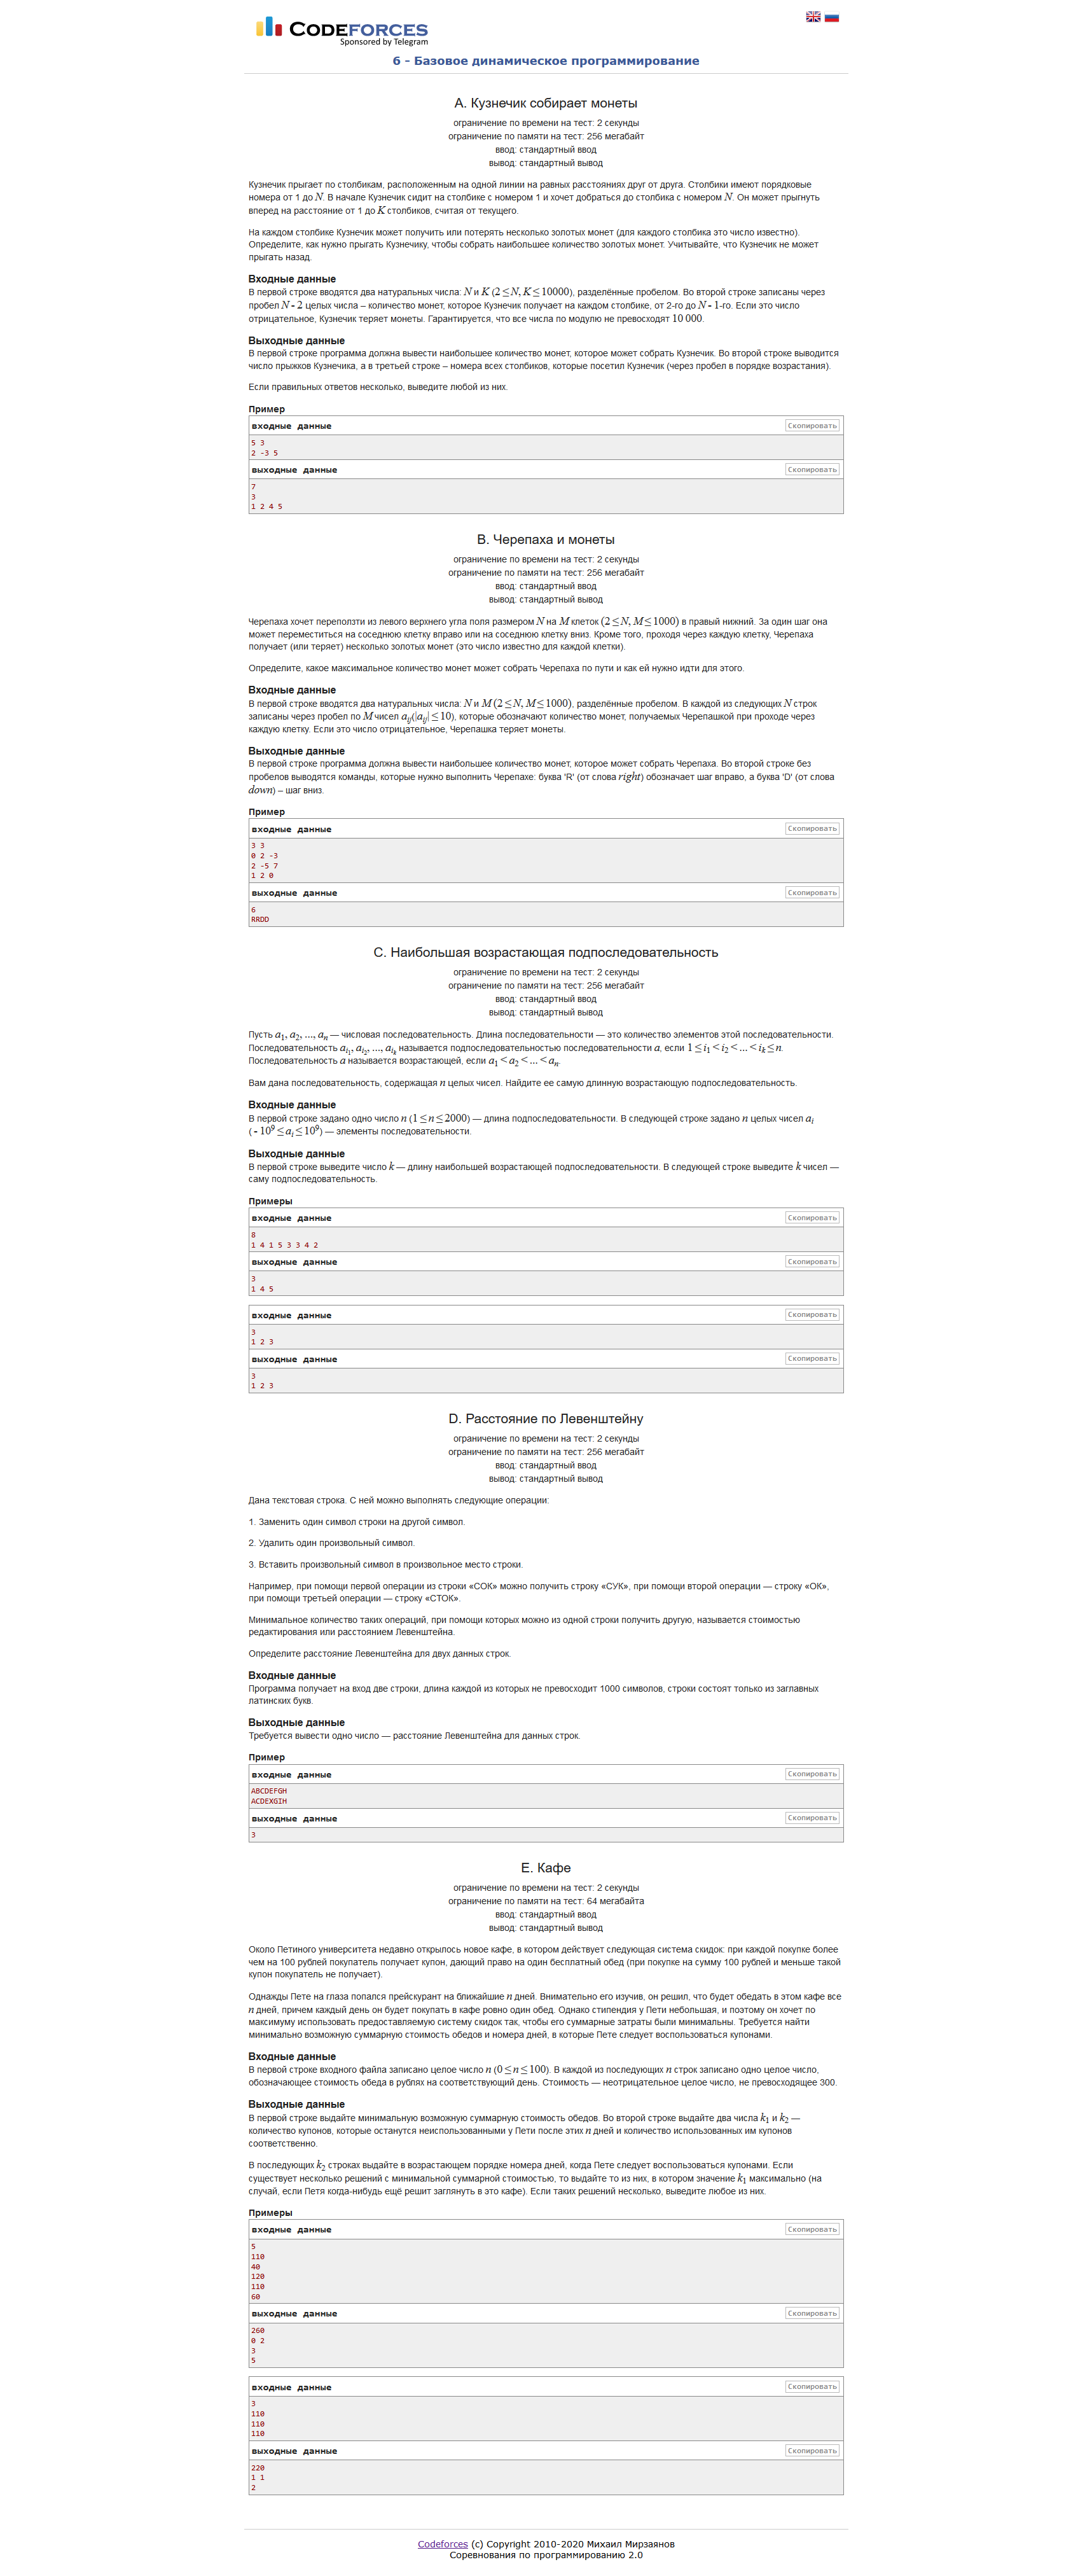 CODEFORCES
Sponsored by Telegram
6 - Базовое динамическое программирование
A. Кузнечик собирает монеты
ограничение по времени на тест: 2 секунды
ограничение по памяти на тест: 256 мегабайт
ввод: стандартный ввод
вывод: стандартный вывод
Кузнечик прыгает по столбикам, расположенным на одной линии на равных расстояниях друг от друга. Столбики имеют порядковые
номера от 1 до N. В начале Кузнечик сидит на столбике с номером 1 и хочет добраться до столбика с номером N. Он может прыгнуть
вперед на расстояние от 1 до K столбиков, считая от текущего.
На каждом столбике Кузнечик может получить или потерять несколько золотых монет (для каждого столбика это число известно).
Определите, как нужно прыгать Кузнечику, чтобы собрать наибольшее количество золотых монет. Учитывайте, что Кузнечик не может
прыгать назад.
Входные данные
В первой строке вводятся два натуральных числа: N и K (2 ≤ N, K ≤ 10000), разделённые пробелом. Во второй строке записаны через
пробел N - 2 целых числа – количество монет, которое Кузнечик получает на каждом столбике, от 2-го до N - 1-го. Если это число
отрицательное, Кузнечик теряет монеты. Гарантируется, что все числа по модулю не превосходят 10 000.
Выходные данные
В первой строке программа должна вывести наибольшее количество монет, которое может собрать Кузнечик. Во второй строке выводится
число прыжков Кузнечика, а в третьей строке – номера всех столбиков, которые посетил Кузнечик (через пробел в порядке возрастания).
Если правильных ответов несколько, выведите любой из них.
Пример
входные данные Скопировать
5 3
2 -3 5
выходные данные Скопировать
7
3
1 2 4 5
B. Черепаха и монеты
ограничение по времени на тест: 2 секунды
ограничение по памяти на тест: 256 мегабайт
ввод: стандартный ввод
вывод: стандартный вывод
Черепаха хочет переползти из левого верхнего угла поля размером N на M клеток (2 ≤ N, M ≤ 1000) в правый нижний. За один шаг она
может переместиться на соседнюю клетку вправо или на соседнюю клетку вниз. Кроме того, проходя через каждую клетку, Черепаха
получает (или теряет) несколько золотых монет (это число известно для каждой клетки).
Определите, какое максимальное количество монет может собрать Черепаха по пути и как ей нужно идти для этого.
Входные данные
В первой строке вводятся два натуральных числа: N и M (2 ≤ N, M ≤ 1000), разделённые пробелом. В каждой из следующих N строк
записаны через пробел по M чисел aij(|aij| ≤ 10), которые обозначают количество монет, получаемых Черепашкой при проходе через
каждую клетку. Если это число отрицательное, Черепашка теряет монеты.
Выходные данные
В первой строке программа должна вывести наибольшее количество монет, которое может собрать Черепаха. Во второй строке без
пробелов выводятся команды, которые нужно выполнить Черепахе: буква 'R' (от слова right) обозначает шаг вправо, а буква 'D' (от слова
down) – шаг вниз.
Пример
входные данные Скопировать
3 3
0 2 -3
2 -5 7
1 2 0
выходные данные Скопировать
6
RRDD
C. Наибольшая возрастающая подпоследовательность
ограничение по времени на тест: 2 секунды
ограничение по памяти на тест: 256 мегабайт
ввод: стандартный ввод
вывод: стандартный вывод
Пусть a1, a2, ..., an — числовая последовательность. Длина последовательности — это количество элементов этой последовательности.
Последовательность ai1, ai2, ..., aik называется подпоследовательностью последовательности a, если 1 ≤ i1 < i2 < ... < ik ≤ n.
Последовательность a называется возрастающей, если a1 < a2 < ... < an.
Вам дана последовательность, содержащая n целых чисел. Найдите ее самую длинную возрастающую подпоследовательность.
Входные данные
В первой строке задано одно число n (1 ≤ n ≤ 2000) — длина подпоследовательности. В следующей строке задано n целых чисел ai
( - 10⁹ ≤ ai ≤ 10⁹) — элементы последовательности.
Выходные данные
В первой строке выведите число k — длину наибольшей возрастающей подпоследовательности. В следующей строке выведите k чисел —
саму подпоследовательность.
Примеры
входные данные Скопировать
8
1 4 1 5 3 3 4 2
выходные данные Скопировать
3
1 4 5
входные данные Скопировать
3
1 2 3
выходные данные Скопировать
3
1 2 3
D. Расстояние по Левенштейну
ограничение по времени на тест: 2 секунды
ограничение по памяти на тест: 256 мегабайт
ввод: стандартный ввод
вывод: стандартный вывод
Дана текстовая строка. С ней можно выполнять следующие операции:
1. Заменить один символ строки на другой символ.
2. Удалить один произвольный символ.
3. Вставить произвольный символ в произвольное место строки.
Например, при помощи первой операции из строки «СОК» можно получить строку «СУК», при помощи второй операции — строку «ОК»,
при помощи третьей операции — строку «СТОК».
Минимальное количество таких операций, при помощи которых можно из одной строки получить другую, называется стоимостью
редактирования или расстоянием Левенштейна.
Определите расстояние Левенштейна для двух данных строк.
Входные данные
Программа получает на вход две строки, длина каждой из которых не превосходит 1000 символов, строки состоят только из заглавных
латинских букв.
Выходные данные
Требуется вывести одно число — расстояние Левенштейна для данных строк.
Пример
входные данные Скопировать
ABCDEFGH
ACDEXGIH
выходные данные Скопировать
3
E. Кафе
ограничение по времени на тест: 2 секунды
ограничение по памяти на тест: 64 мегабайта
ввод: стандартный ввод
вывод: стандартный вывод
Около Петиного университета недавно открылось новое кафе, в котором действует следующая система скидок: при каждой покупке более
чем на 100 рублей покупатель получает купон, дающий право на один бесплатный обед (при покупке на сумму 100 рублей и меньше такой
купон покупатель не получает).
Однажды Пете на глаза попался прейскурант на ближайшие n дней. Внимательно его изучив, он решил, что будет обедать в этом кафе все
n дней, причем каждый день он будет покупать в кафе ровно один обед. Однако стипендия у Пети небольшая, и поэтому он хочет по
максимуму использовать предоставляемую систему скидок так, чтобы его суммарные затраты были минимальны. Требуется найти
минимально возможную суммарную стоимость обедов и номера дней, в которые Пете следует воспользоваться купонами.
Входные данные
В первой строке входного файла записано целое число n (0 ≤ n ≤ 100). В каждой из последующих n строк записано одно целое число,
обозначающее стоимость обеда в рублях на соответствующий день. Стоимость — неотрицательное целое число, не превосходящее 300.
Выходные данные
В первой строке выдайте минимальную возможную суммарную стоимость обедов. Во второй строке выдайте два числа k1 и k2 —
количество купонов, которые останутся неиспользованными у Пети после этих n дней и количество использованных им купонов
соответственно.
В последующих k2 строках выдайте в возрастающем порядке номера дней, когда Пете следует воспользоваться купонами. Если
существует несколько решений с минимальной суммарной стоимостью, то выдайте то из них, в котором значение k1 максимально (на
случай, если Петя когда-нибудь ещё решит заглянуть в это кафе). Если таких решений несколько, выведите любое из них.
Примеры
входные данные Скопировать
5
110
40
120
110
60
выходные данные Скопировать
260
0 2
3
5
входные данные Скопировать
3
110
110
110
выходные данные Скопировать
220
1 1
2
Codeforces (c) Copyright 2010-2020 Михаил Мирзаянов
Соревнования по программированию 2.0